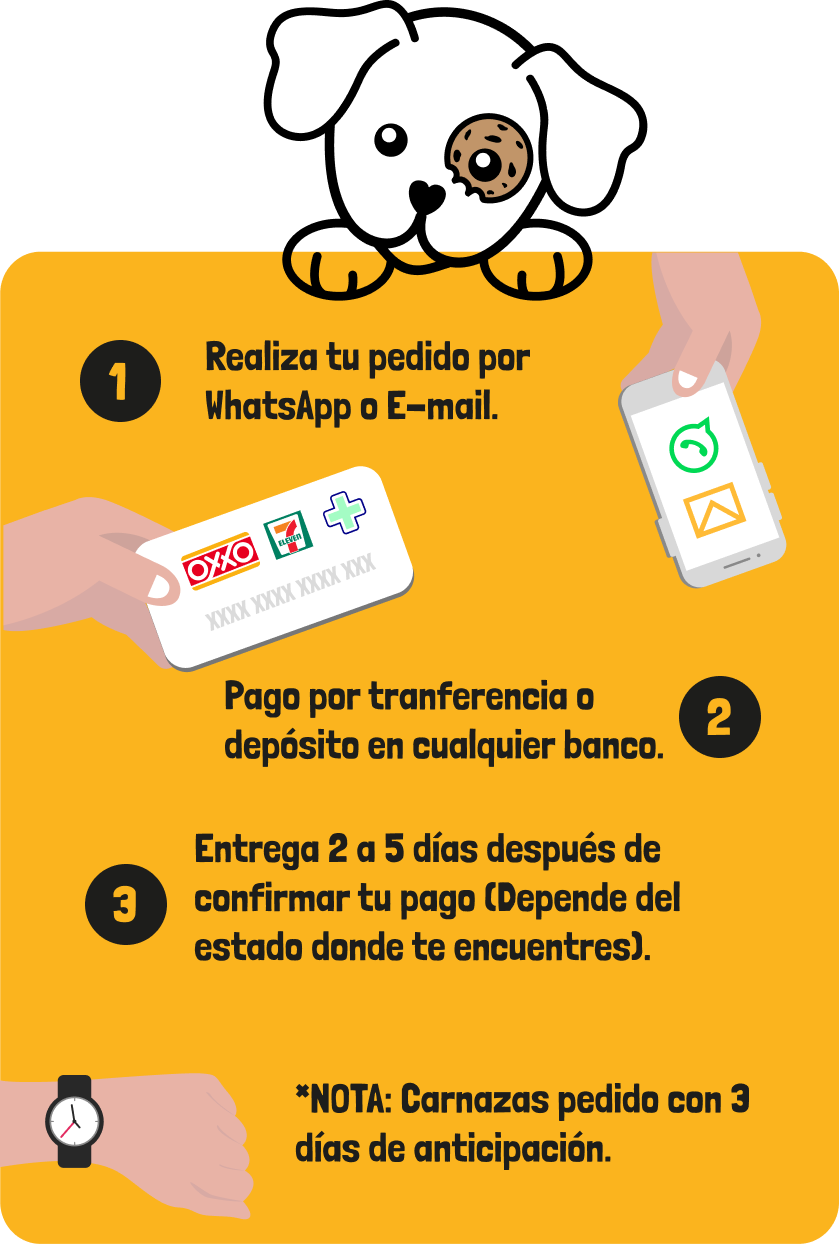 1
Realiza tu pedido por
WhatsApp o E-mail.
OXXO
7
ELEVEN
XXXX XXXX XXXX XXX
Pago por tranferencia o
depósito en cualquier banco.
2
Entrega 2 a 5 días después de
confirmar tu pago (Depende del
estado donde te encuentres).
3
*NOTA: Carnazas pedido con 3
días de anticipación.